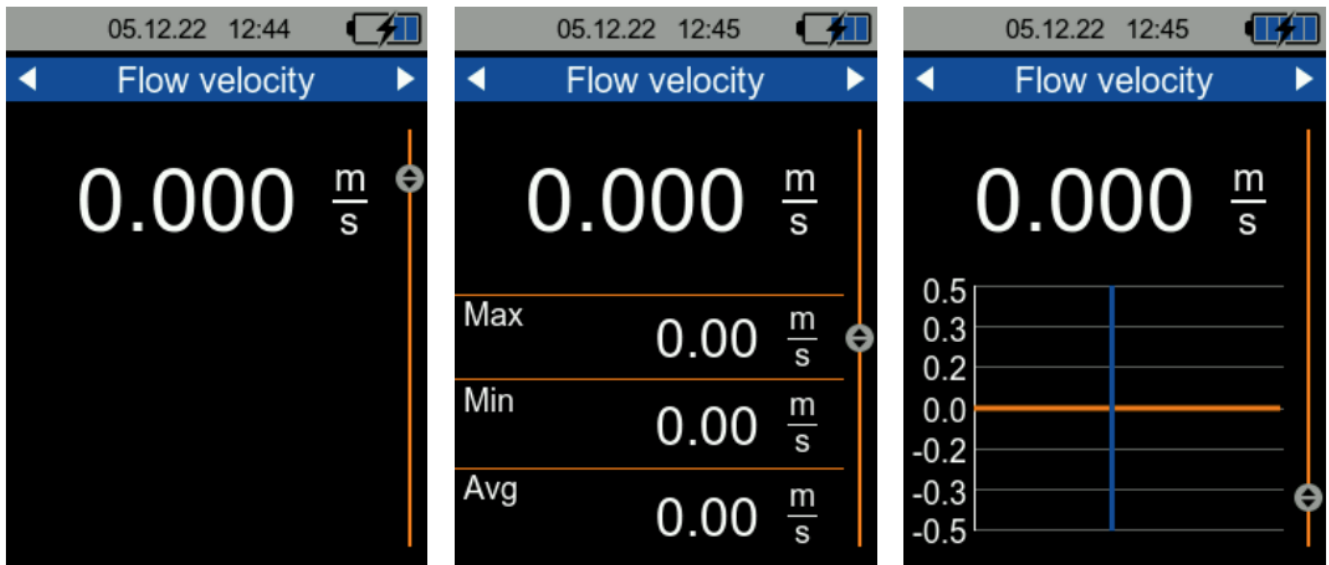 05.12.22 12:44
Flow velocity
0.000 m/s
05.12.22 12:45
Flow velocity
0.000 m/s
Max 0.00 m/s
Min 0.00 m/s
Avg 0.00 m/s
05.12.22 12:45
Flow velocity
0.000 m/s
0.5
0.3
0.2
0.0
-0.2
-0.3
-0.5